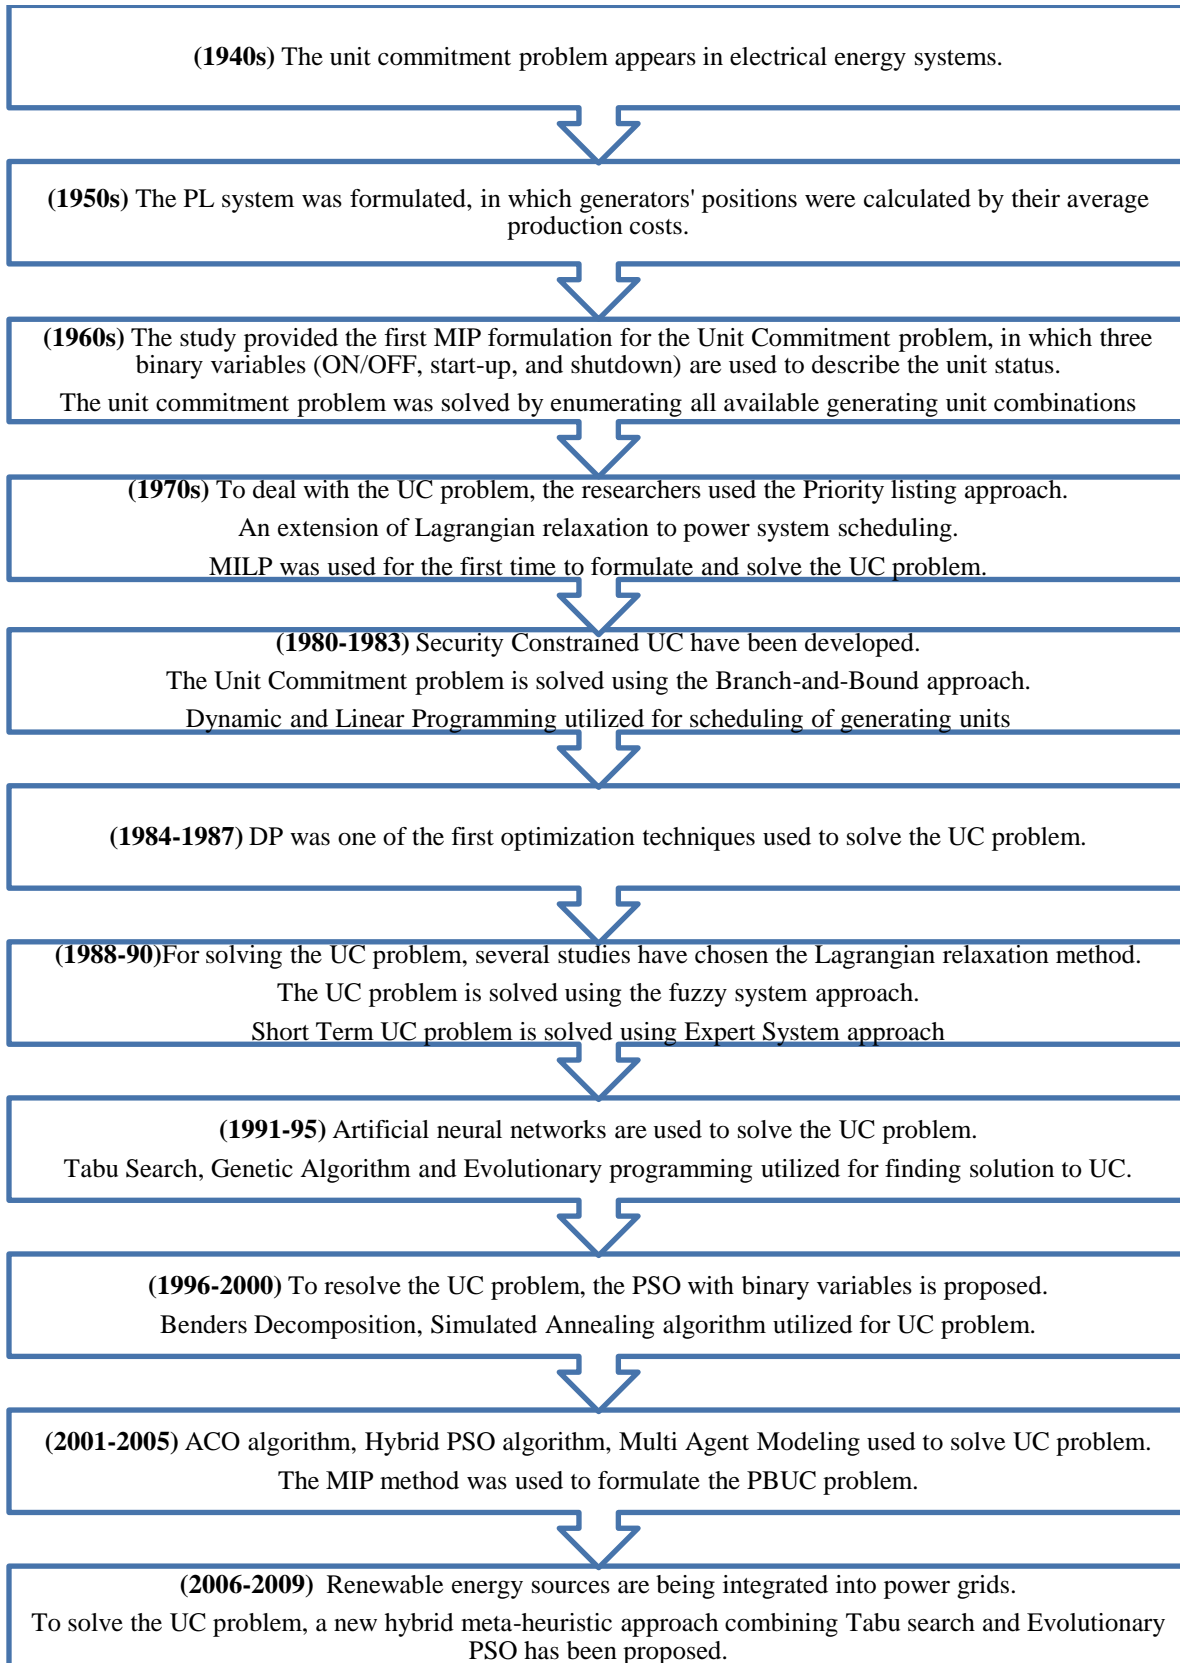 (1940s) The unit commitment problem appears in electrical energy systems.
(1950s) The PL system was formulated, in which generators' positions were calculated by their average
production costs.
(1960s) The study provided the first MIP formulation for the Unit Commitment problem, in which three
binary variables (ON/OFF, start-up, and shutdown) are used to describe the unit status.
The unit commitment problem was solved by enumerating all available generating unit combinations
(1970s) To deal with the UC problem, the researchers used the Priority listing approach.
An extension of Lagrangian relaxation to power system scheduling.
MILP was used for the first time to formulate and solve the UC problem.
(1980-1983) Security Constrained UC have been developed.
The Unit Commitment problem is solved using the Branch-and-Bound approach.
Dynamic and Linear Programming utilized for scheduling of generating units
(1984-1987) DP was one of the first optimization techniques used to solve the UC problem.
(1988-90)For solving the UC problem, several studies have chosen the Lagrangian relaxation method.
The UC problem is solved using the fuzzy system approach.
Short Term UC problem is solved using Expert System approach
(1991-95) Artificial neural networks are used to solve the UC problem.
Tabu Search, Genetic Algorithm and Evolutionary programming utilized for finding solution to UC.
(1996-2000) To resolve the UC problem, the PSO with binary variables is proposed.
Benders Decomposition, Simulated Annealing algorithm utilized for UC problem.
(2001-2005) ACO algorithm, Hybrid PSO algorithm, Multi Agent Modeling used to solve UC problem.
The MIP method was used to formulate the PBUC problem.
(2006-2009) Renewable energy sources are being integrated into power grids.
To solve the UC problem, a new hybrid meta-heuristic approach combining Tabu search and Evolutionary
PSO has been proposed.